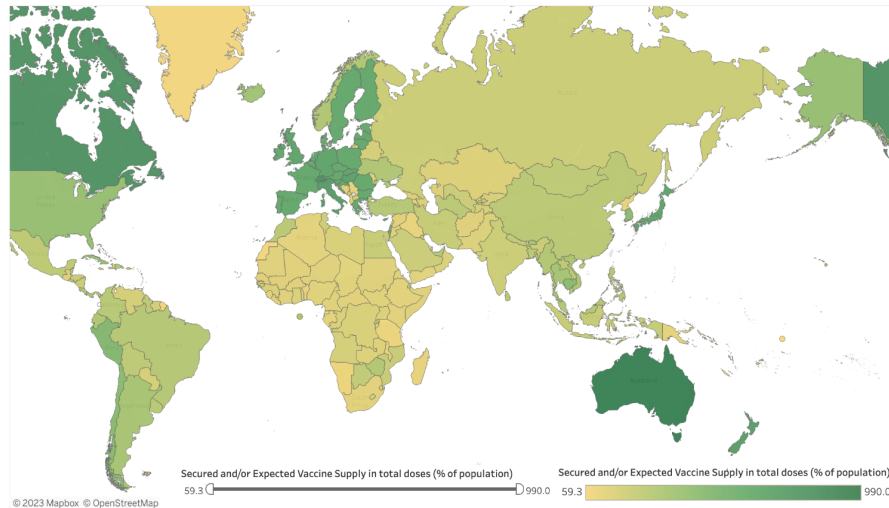 Secured and/or Expected Vaccine Supply in total doses (% of population)
59.3
990.0
Secured and/or Expected Vaccine Supply in total doses (% of population)
59.3
990.0
© 2023 Mapbox © OpenStreetMap